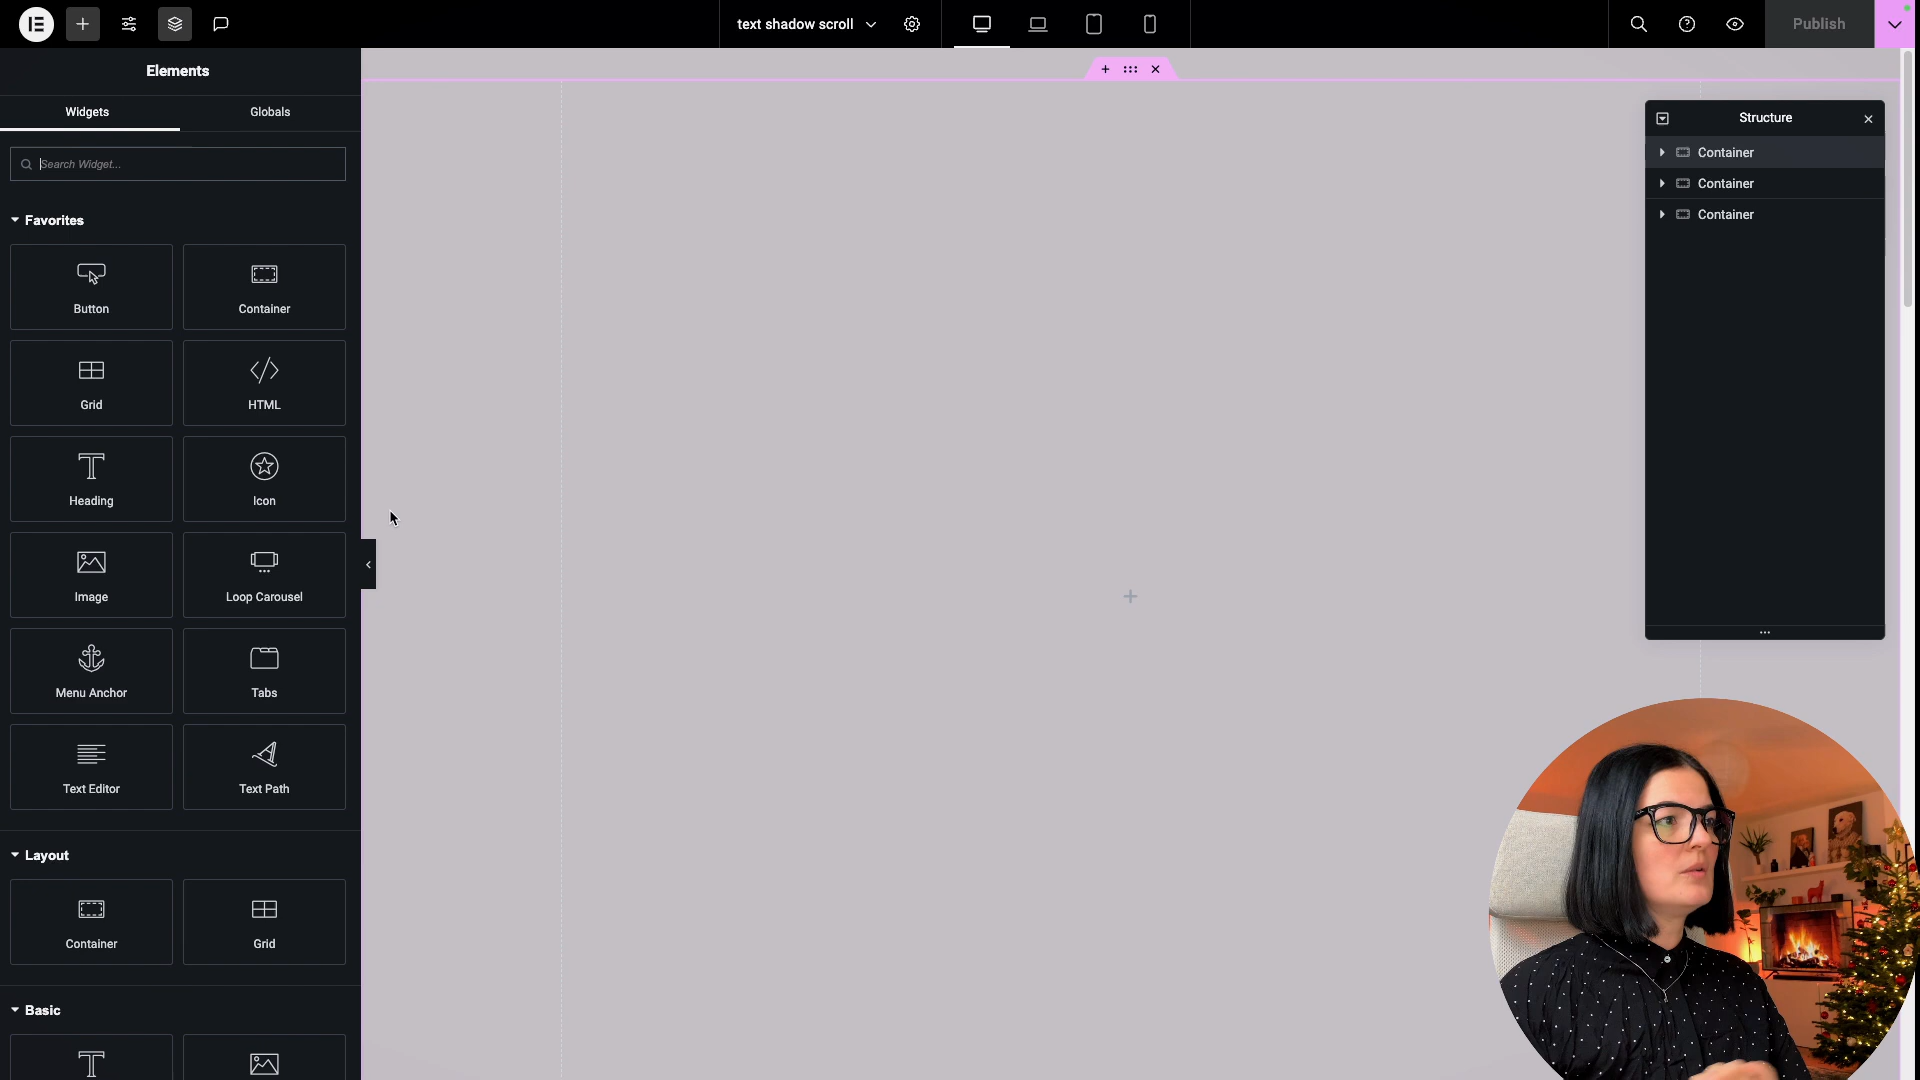 text shadow scroll
Publish
Elements
Widgets
Globals
Search Widget...
Favorites
Button
Container
Grid
HTML
Heading
Icon
Image
Loop Carousel
Menu Anchor
Tabs
Text Editor
Text Path
Layout
Container
Grid
Basic
Structure
Container
Container
Container